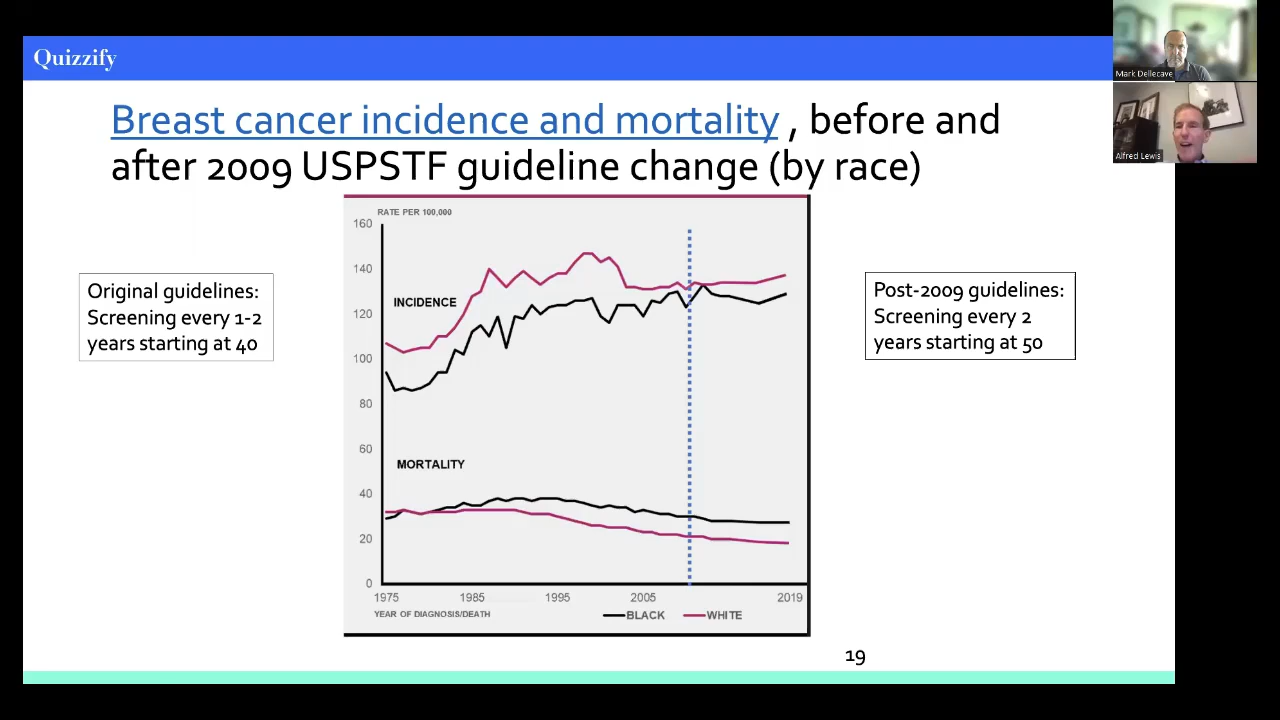 Quizzify
Breast cancer incidence and mortality , before and
after 2009 USPSTF guideline change (by race)
Original guidelines:
Screening every 1-2
years starting at 40
RATE PER 100,000
160
140
120
100
80
60
40
20
0
INCIDENCE
MORTALITY
1975
1985
1995
2005
2019
YEAR OF DIAGNOSIS/DEATH
BLACK
WHITE
Post-2009 guidelines:
Screening every 2
years starting at 50
19
Mark Dellecave
Alfred Lewis